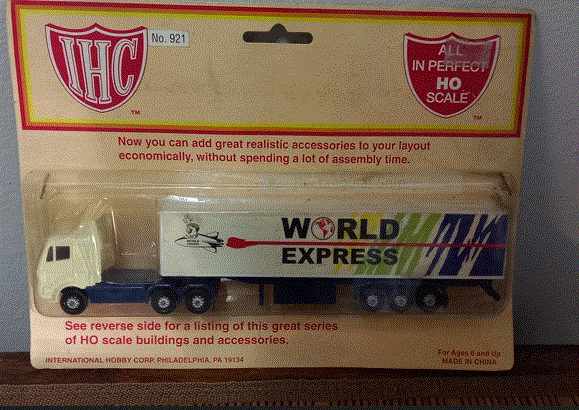 IHC
TM
No. 921
ALL
IN PERFECT
HO
SCALE
TM
Now you can add great realistic accessories to your layout
economically, without spending a lot of assembly time.
WORLD
EXPRESS
See reverse side for a listing of this great series
of HO scale buildings and accessories.
INTERNATIONAL HOBBY CORP. PHILADELPHIA, PA 19134
For Ages 6 and Up
MADE IN CHINA